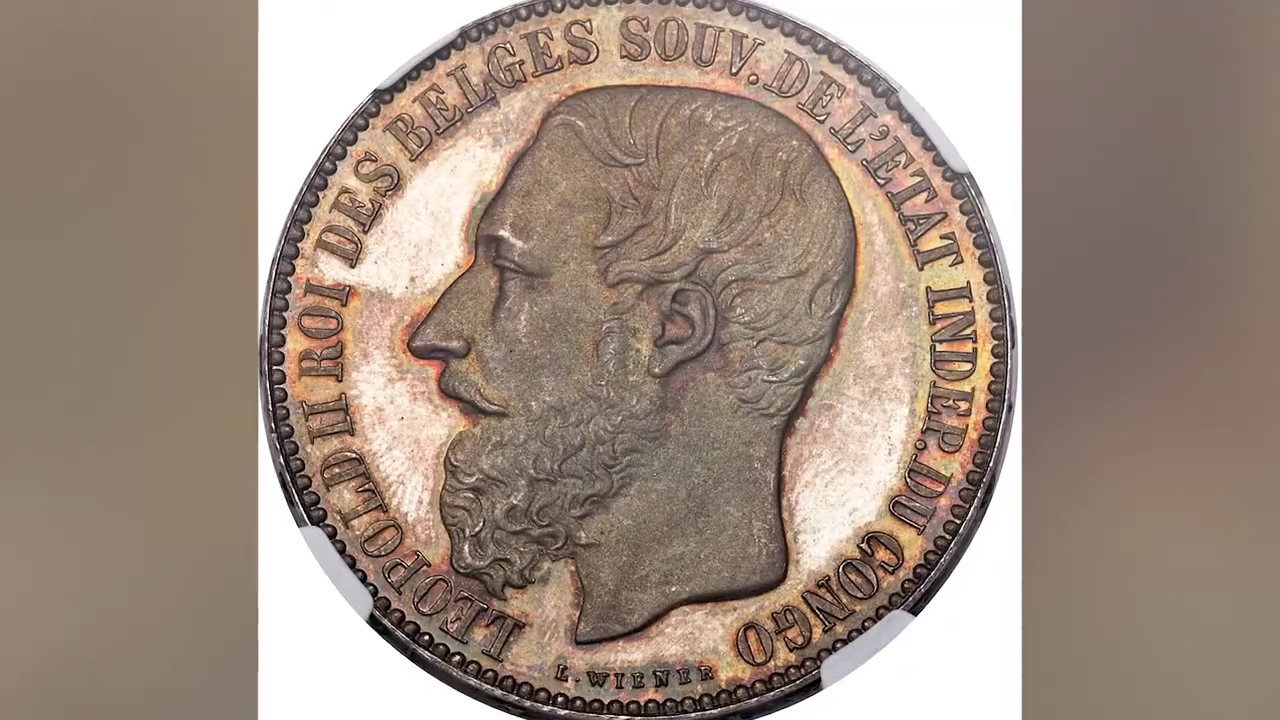 LEOPOLD II ROI DES BELGES SOUV. DE L'ETAT INDEP. DU CONGO
L. WIENER